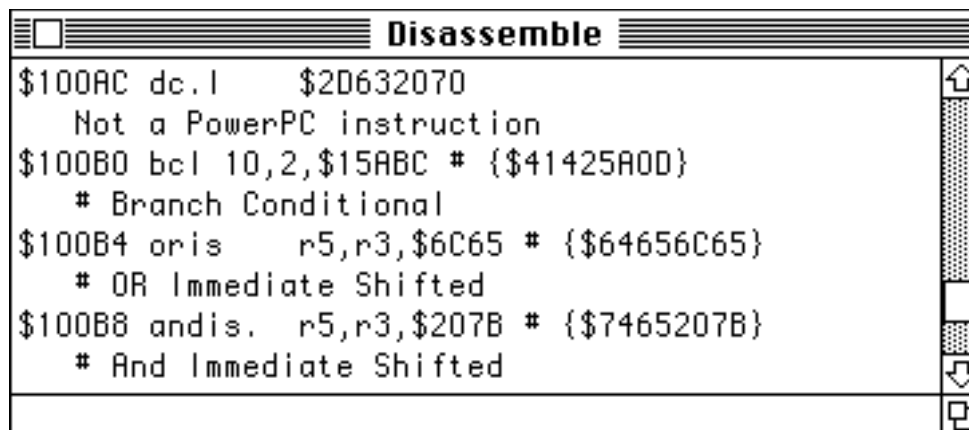 Disassemble
$100AC dc.l $2D632070
Not a PowerPC instruction
$100B0 bcl 10,2,$15ABC # {$41425A0D}
# Branch Conditional
$100B4 oris r5,r3,$6C65 # {$64656C65}
# OR Immediate Shifted
$100B8 andis. r5,r3,$207B # {$7465207B}
# And Immediate Shifted